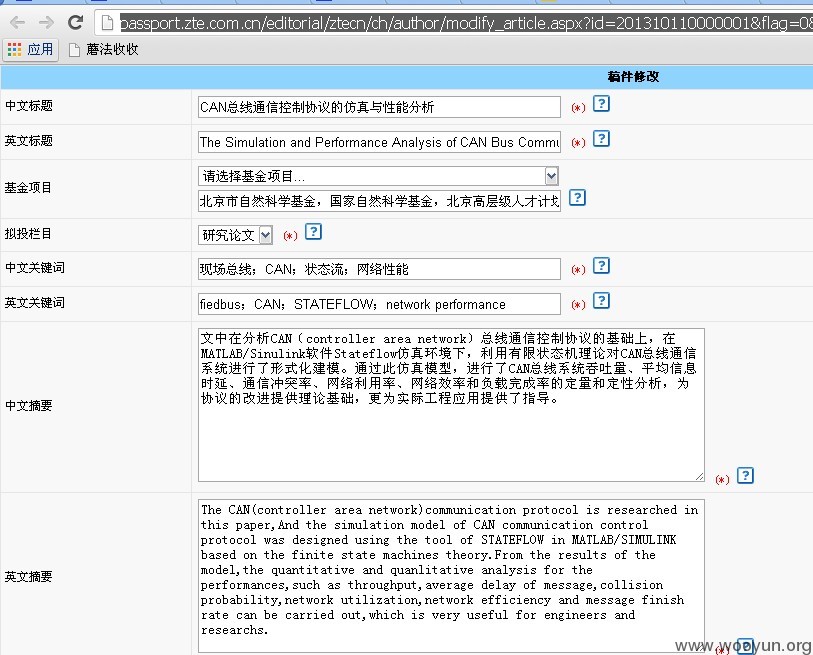 passport.zte.com.cn/editorial/ztecn/ch/author/modify_article.aspx?id=201310110000001&flag=0&
应用
蘑法收收
稿件修改
中文标题
CAN总线通信控制协议的仿真与性能分析
(*)
?
英文标题
The Simulation and Performance Analysis of CAN Bus Commu
(*)
?
基金项目
请选择基金项目...
北京市自然科学基金，国家自然科学基金，北京高层级人才计划
?
拟投栏目
研究论文
(*)
?
中文关键词
现场总线；CAN；状态流；网络性能
(*)
?
英文关键词
fiedbus；CAN；STATEFLOW；network performance
(*)
?
中文摘要
文中在分析CAN（controller area network）总线通信控制协议的基础上，在
MATLAB/Sinulink软件Stateflow仿真环境下，利用有限状态机理论对CAN总线通信
系统进行了形式化建模。通过此仿真模型，进行了CAN总线系统吞吐量、平均信息
时延、通信冲突率、网络利用率、网络效率和负载完成率的定量和定性分析，为
协议的改进提供理论基础，更为实际工程应用提供了指导。
(*)
?
英文摘要
The CAN(controller area network)communication protocol is researched in
this paper,And the simulation model of CAN communication control
protocol was designed using the tool of STATEFLOW in MATLAB/SIMULINK
based on the finite state machines theory.From the results of the
model,the quantitative and quanlitative analysis for the
performances,such as throughput,average delay of message,collision
probability,network utilization,network efficiency and message finish
rate can be carried out,which is very useful for engineers and
researchs.
(*)
?
www.wooyun.org